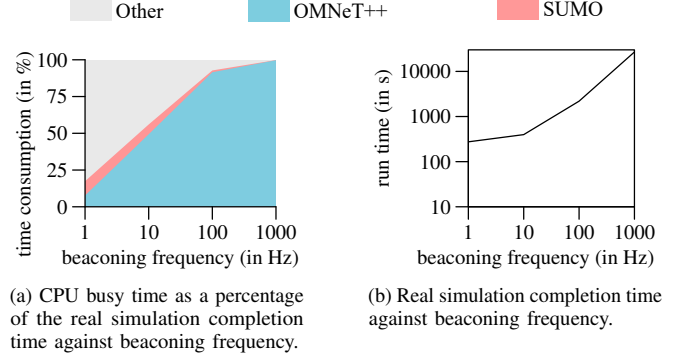 Other OMNeT++ SUMO
time consumption (in %)
100
75
50
25
0
1 10 100 1000
beaconing frequency (in Hz)
run time (in s)
10000
1000
100
10
1 10 100 1000
beaconing frequency (in Hz)
(a) CPU busy time as a percentage
of the real simulation completion
time against beaconing frequency.
(b) Real simulation completion time
against beaconing frequency.